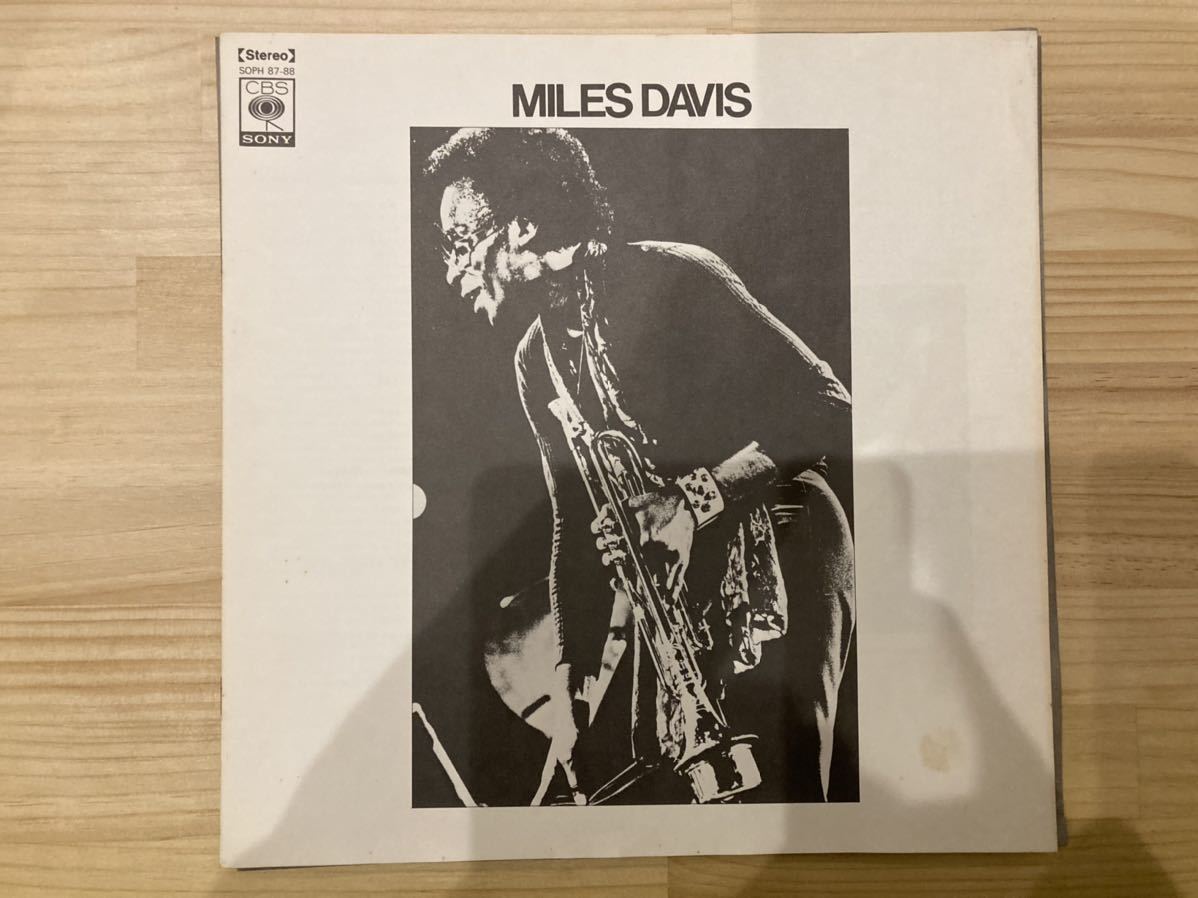 【Stereo】
SOPH 87-88
CBS
SONY
MILES DAVIS